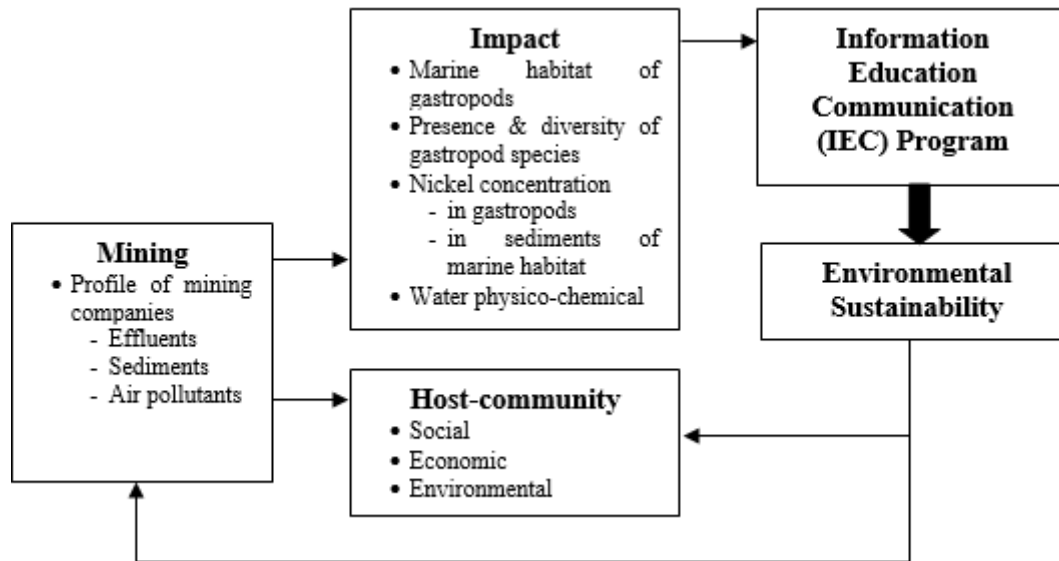 Mining
• Profile of mining
companies
- Effluents
- Sediments
- Air pollutants
Impact
• Marine habitat of
gastropods
• Presence & diversity of
gastropod species
• Nickel concentration
- in gastropods
- in sediments of
marine habitat
• Water physico-chemical
Host-community
• Social
• Economic
• Environmental
Information
Education
Communication
(IEC) Program
Environmental
Sustainability